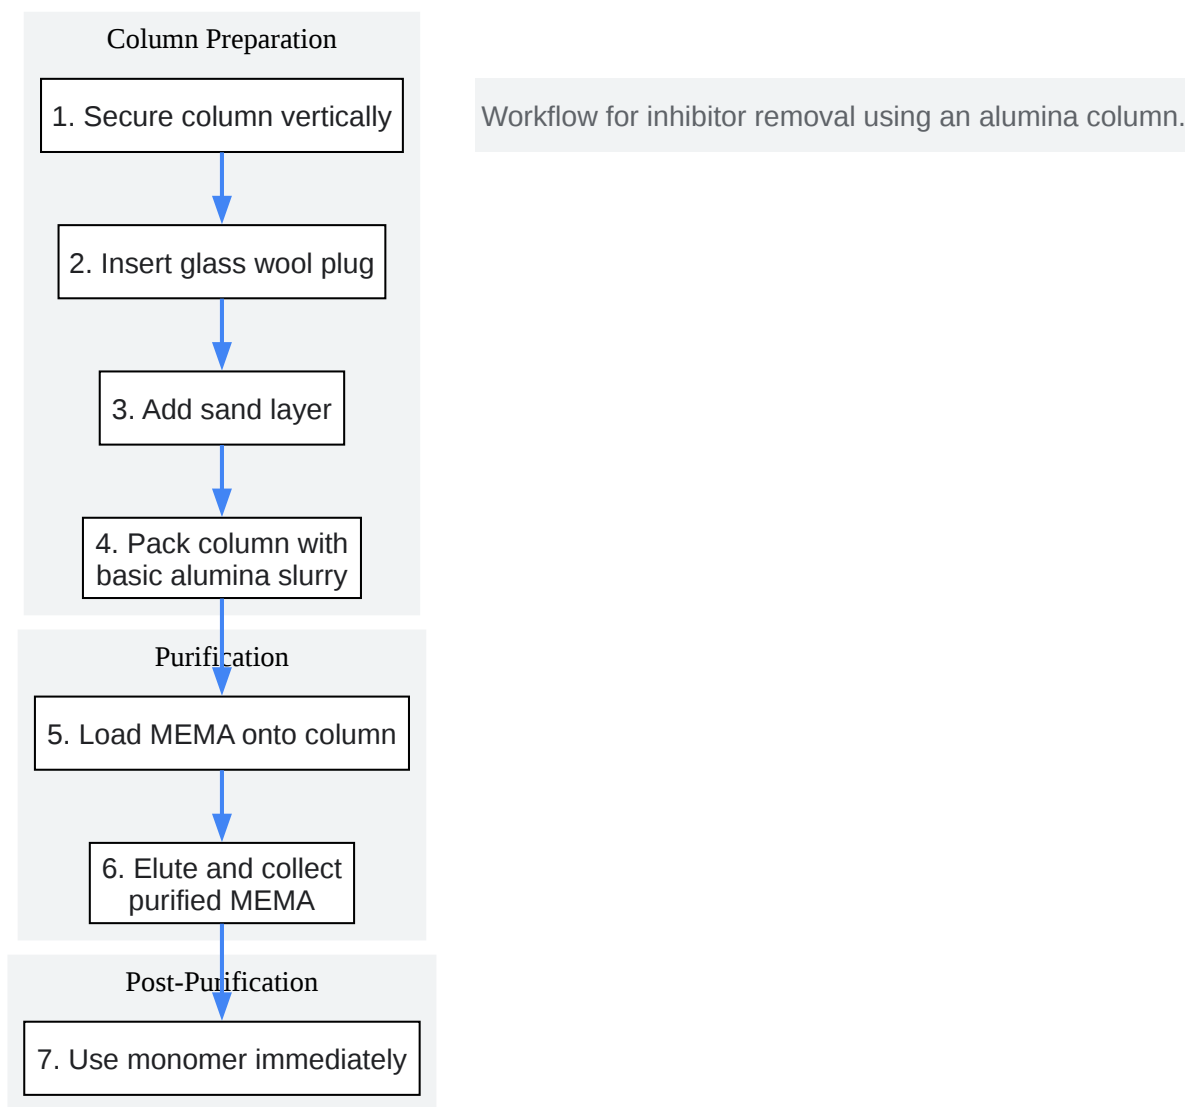 Column Preparation
1. Secure column vertically
Workflow for inhibitor removal using an alumina column.
2. Insert glass wool plug
3. Add sand layer
4. Pack column with
basic alumina slurry
Purification
5. Load MEMA onto column
6. Elute and collect
purified MEMA
Post-Purification
7. Use monomer immediately